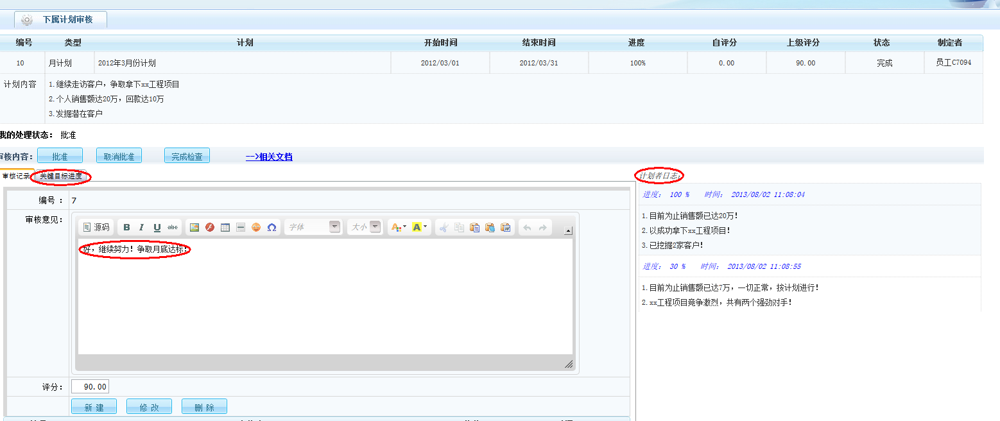 下属计划审核
编号 类型 计划 开始时间 结束时间 进度 自评分 上级评分 状态 制定者
10 月计划 2012年3月份计划 2012/03/01 2012/03/31 100% 0.00 90.00 完成 员工C7094
计划内容 1.继续走访客户，争取拿下xx工程项目
2.个人销售额达20万，回款达10万
3.发掘潜在客户
我的处理状态： 批准
审核内容： 批准 取消批准 完成检查 -->相关文档
审核记录 关键目标进度
计划者日志：
编号 ： 7
审核意见：
源码 B I U abc 字体 大小
好，继续努力！争取月底达标！
评分： 90.00
新 建 修 改 删 除
进度： 100 % 时间： 2013/08/02 11:08:04
1.目前为止销售额已达20万！
2.以成功拿下xx工程项目！
3.已挖掘2家客户！
进度： 30 % 时间： 2013/08/02 11:08:55
1.目前为止销售额已达7万，一切正常，按计划进行！
2.xx工程项目竞争激烈，共有两个强劲对手！